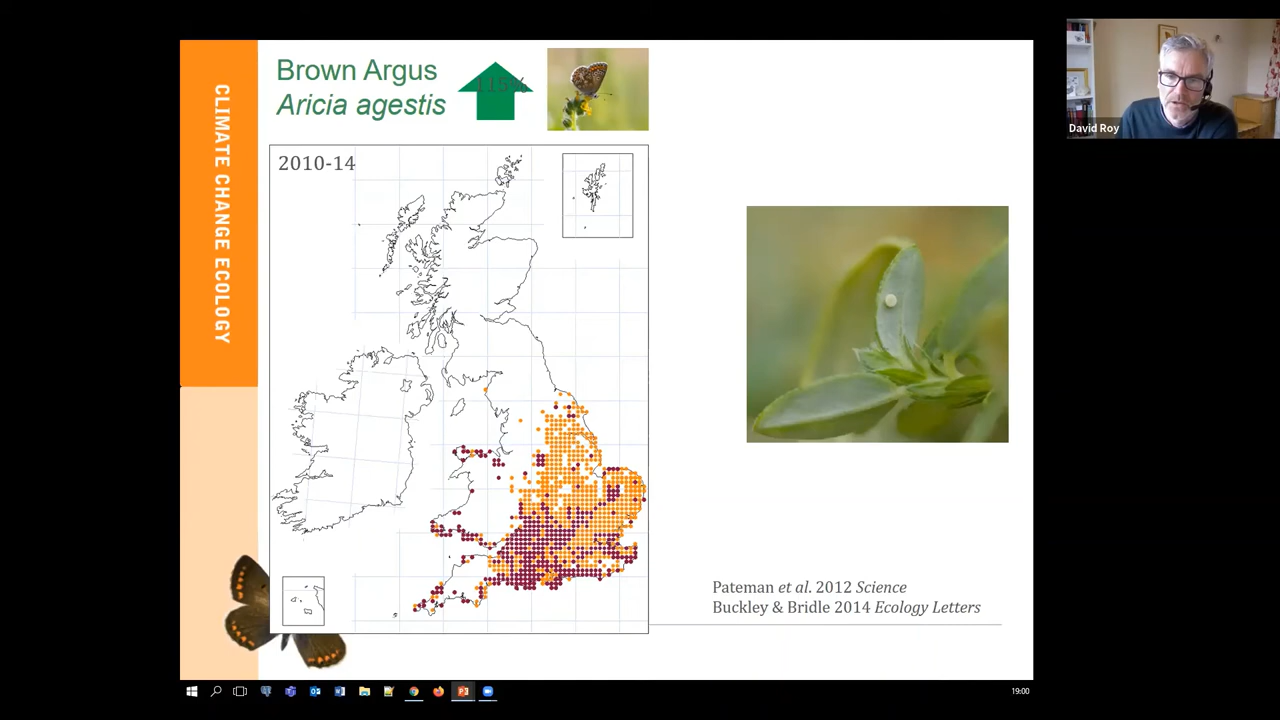 CLIMATE CHANGE ECOLOGY
Brown Argus
Aricia agestis
115%
2010-14
Pateman et al. 2012 Science
Buckley & Bridle 2014 Ecology Letters
David Roy
19:00